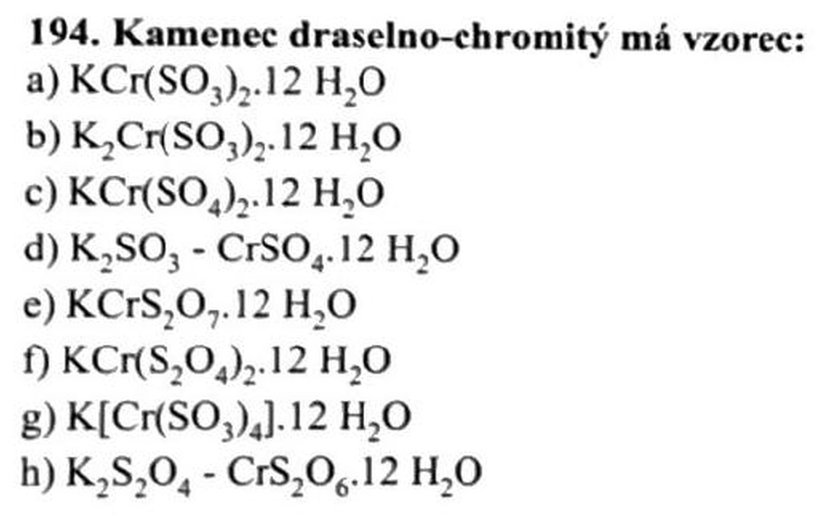 194. Kamenec draselno-chromitý má vzorec:
a) KCr(SO₃)₂.12 H₂O
b) K₂Cr(SO₃)₂.12 H₂O
c) KCr(SO₄)₂.12 H₂O
d) K₂SO₃ - CrSO₄.12 H₂O
e) KCrS₂O₇.12 H₂O
f) KCr(S₂O₄)₂.12 H₂O
g) K[Cr(SO₃)₄].12 H₂O
h) K₂S₂O₄ - CrS₂O₆.12 H₂O